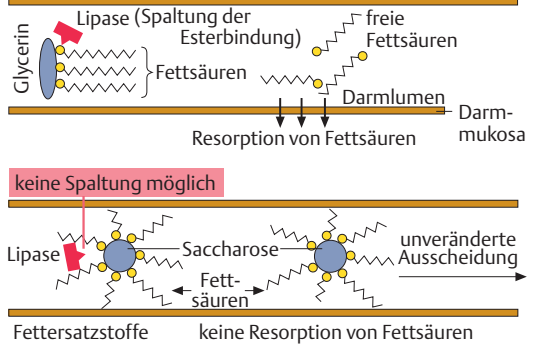 Glycerin
Lipase (Spaltung der
Esterbindung)
freie
Fettsäuren
Fettsäuren
Darmlumen
Darm-
mukosa
Resorption von Fettsäuren
keine Spaltung möglich
Lipase
Saccharose
Fett-
säuren
unveränderte
Ausscheidung
Fettersatzstoffe
keine Resorption von Fettsäuren